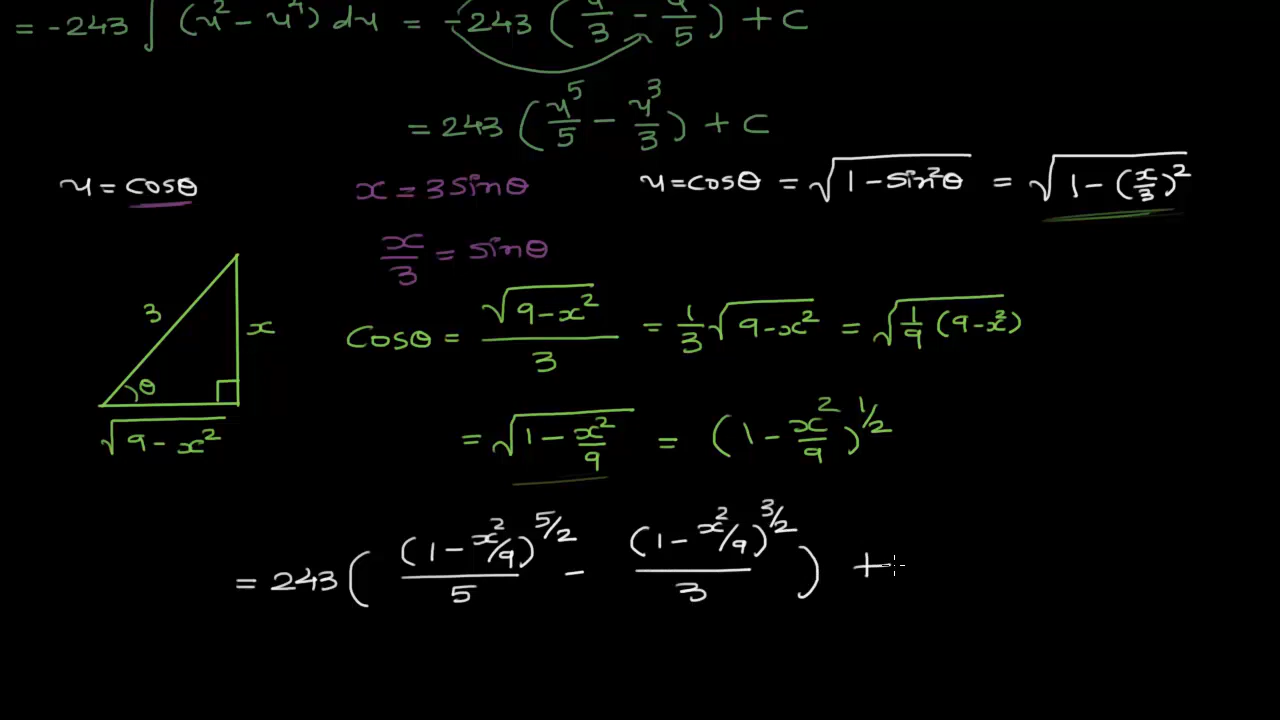 = -243 ∫ (u² - u⁴) du = -243 (u/3 - u/5) + C
= 243 (u⁵/5 - u³/3) + C
u = cosθ
x = 3 sinθ
u = cosθ = √(1 - sin²θ) = √(1 - (x/3)²)
x/3 = sinθ
3
x
θ
√(9 - x²)
Cosθ = √(9 - x²)/3 = 1/3 √(9 - x²) = √(1/9 (9 - x²))
= √(1 - x²/9) = (1 - x²/9)^1/2
= 243 ( (1 - x²/9)^5/2 / 5 - (1 - x²/9)^3/2 / 3 ) +